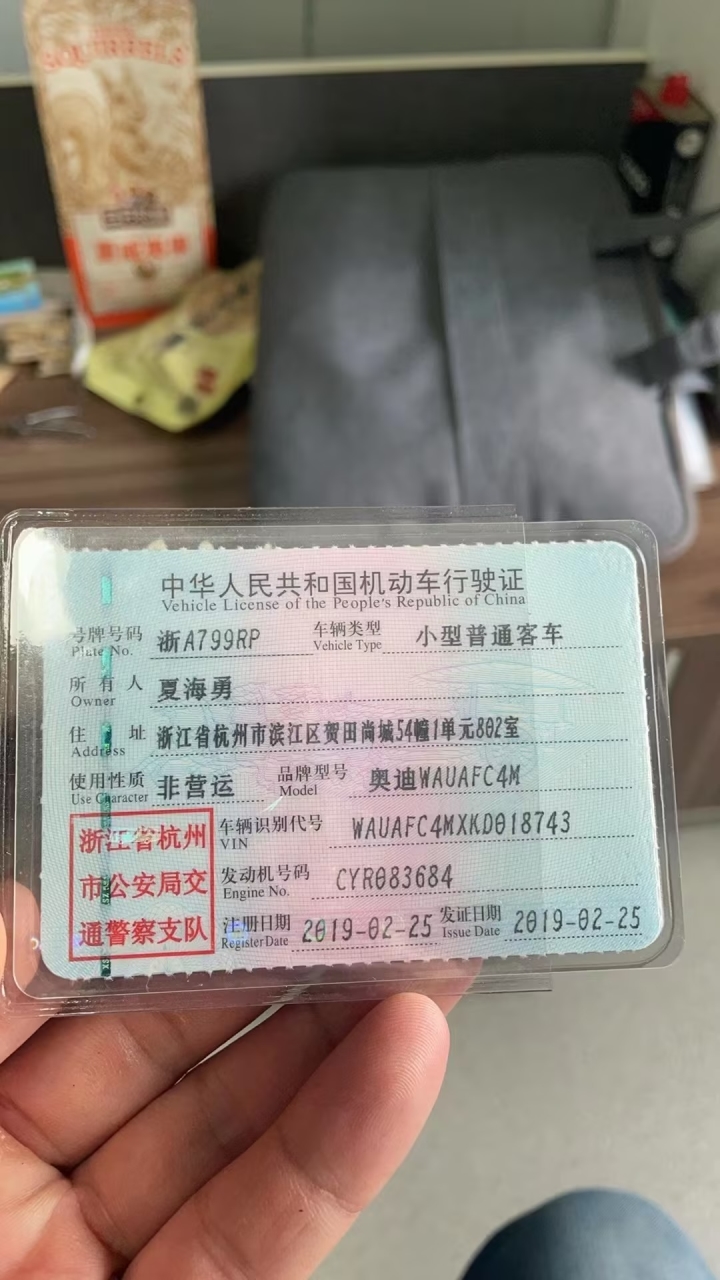 SQUIRRELS
中华人民共和国机动车行驶证
Vehicle License of the People's Republic of China
号牌号码 浙A799RP 车辆类型 小型普通客车
Plate No. Vehicle Type
所有人 夏海勇
Owner
住址 浙江省杭州市滨江区贺田尚城54幢1单元802室
Address
使用性质 非营运 品牌型号 奥迪WAUAFC4M
Use Character Model
浙江省杭州
市公安局交
通警察支队
车辆识别代号 WAUAFC4MXKD018743
VIN
发动机号码 CYR083684
Engine No.
注册日期 2019-02-25 发证日期 2019-02-25
Register Date Issue Date